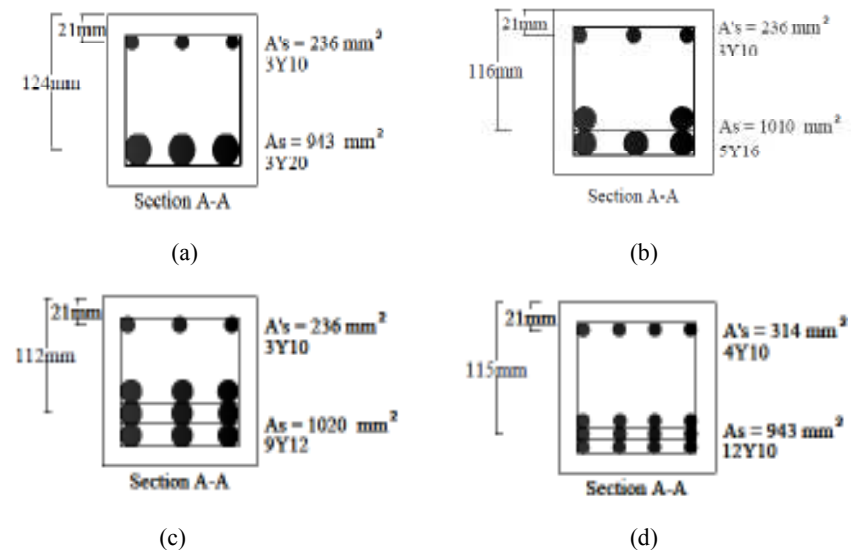 21mm
A's = 236 mm²
3Y10
124mm
As = 943 mm²
3Y20
Section A-A
(a)
21mm
A's = 236 mm²
3Y10
116mm
As = 1010 mm²
5Y16
Section A-A
(b)
21mm
A's = 236 mm²
3Y10
112mm
As = 1020 mm²
9Y12
Section A-A
(c)
21mm
A's = 314 mm²
4Y10
115mm
As = 943 mm²
12Y10
Section A-A
(d)